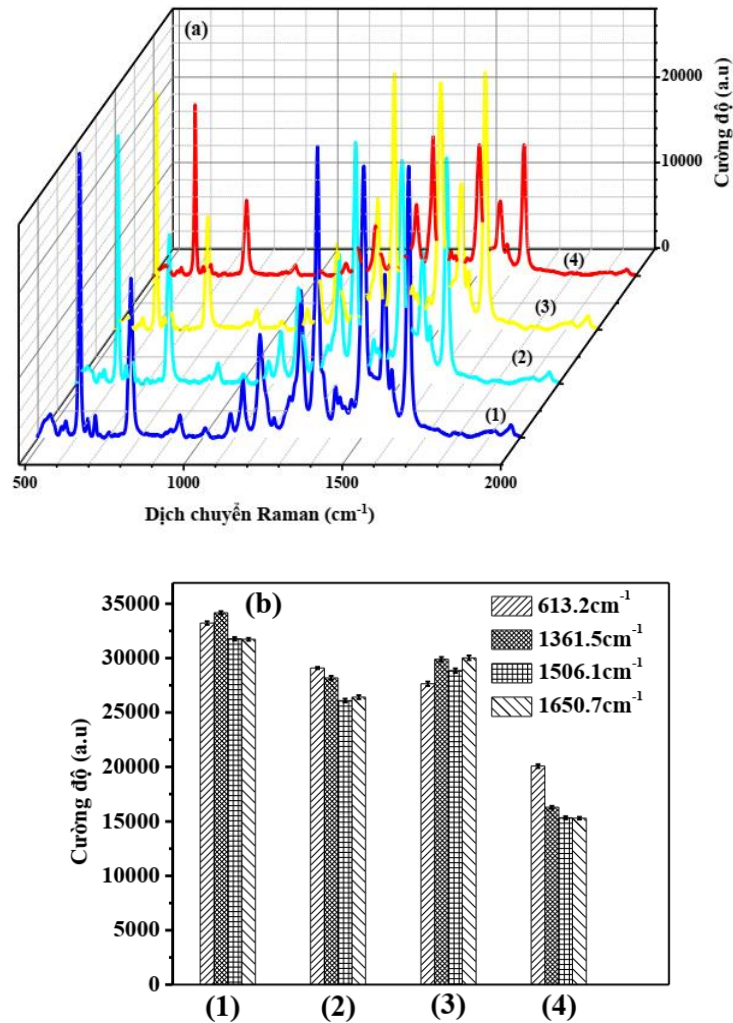 (a)
20000
10000
0
Cường độ (a.u)
(4)
(3)
(2)
(1)
500
1000
1500
2000
Dịch chuyển Raman (cm⁻¹)
(b)
35000
30000
25000
20000
15000
10000
5000
0
Cường độ (a.u)
613.2cm⁻¹
1361.5cm⁻¹
1506.1cm⁻¹
1650.7cm⁻¹
(1) (2) (3) (4)